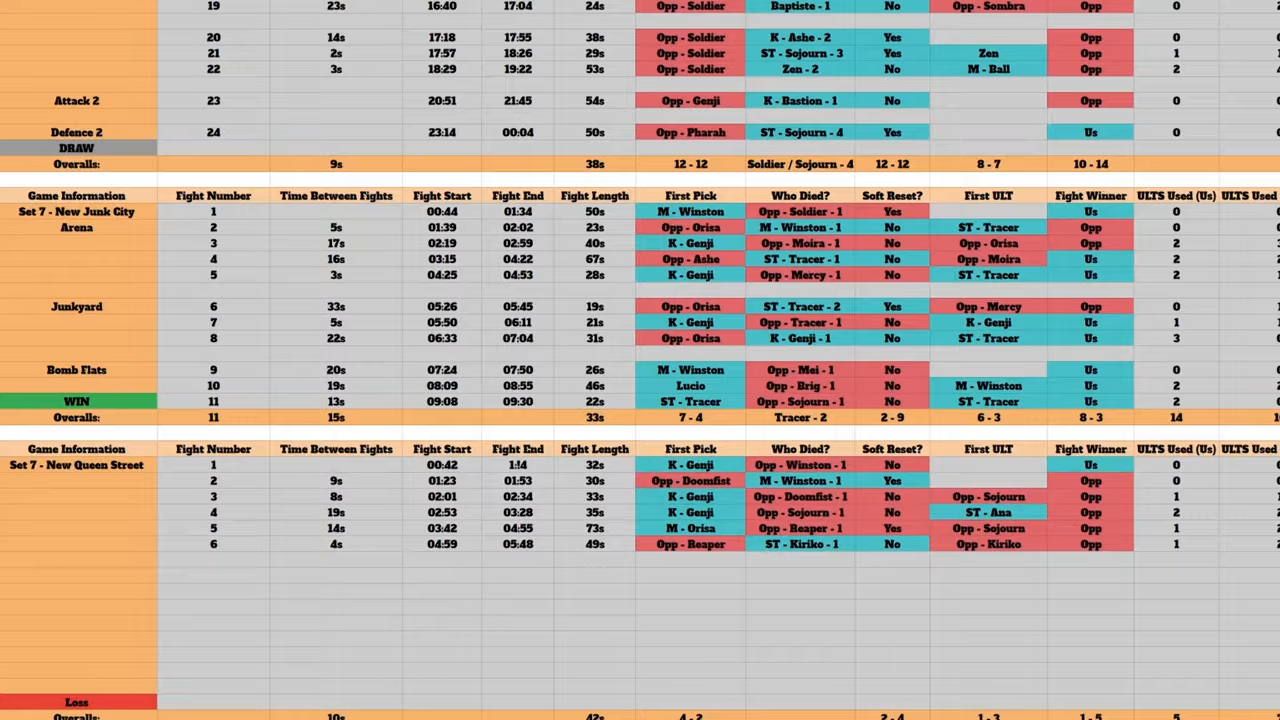 19 23s 16:40 17:04 24s Opp - Soldier Baptiste - 1 No Opp - Sombra Opp 0
20 14s 17:18 17:55 38s Opp - Soldier K - Ashe - 2 Yes Opp 0
21 2s 17:57 18:26 29s Opp - Soldier ST - Sojourn - 3 Yes Zen Opp 1
22 3s 18:29 19:22 53s Opp - Soldier Zen - 2 No M - Ball Opp 2
Attack 2 23 20:51 21:45 54s Opp - Genji K - Bastion - 1 No Opp 0
Defence 2 24 23:14 00:04 50s Opp - Pharah ST - Sojourn - 4 Yes Us 0
DRAW
Overalls: 9s 38s 12 - 12 Soldier / Sojourn - 4 12 - 12 8 - 7 10 - 14
Game Information Fight Number Time Between Fights Fight Start Fight End Fight Length First Pick Who Died? Soft Reset? First ULT Fight Winner ULTS Used (Us) ULTS Used
Set 7 - New Junk City 1 00:44 01:34 50s M - Winston Opp - Soldier - 1 Yes Us 0
Arena 2 5s 01:39 02:02 23s Opp - Orisa M - Winston - 1 No ST - Tracer Opp 0
3 17s 02:19 02:59 40s K - Genji Opp - Moira - 1 No Opp - Orisa Opp 2
4 16s 03:15 04:22 67s Opp - Ashe ST - Tracer - 1 No Opp - Moira Us 2
5 3s 04:25 04:53 28s K - Genji Opp - Mercy - 1 No ST - Tracer Us 2
Junkyard 6 33s 05:26 05:45 19s Opp - Orisa ST - Tracer - 2 Yes Opp - Mercy Opp 0
7 5s 05:50 06:11 21s K - Genji Opp - Tracer - 1 No K - Genji Us 1
8 22s 06:33 07:04 31s Opp - Orisa K - Genji - 1 No ST - Tracer Us 3
Bomb Flats 9 20s 07:24 07:50 26s M - Winston Opp - Mei - 1 No Us 0
10 19s 08:09 08:55 46s Lucio Opp - Brig - 1 No M - Winston Us 2
WIN 11 13s 09:08 09:30 22s ST - Tracer Opp - Sojourn - 1 No ST - Tracer Us 2
Overalls: 11 15s 33s 7 - 4 Tracer - 2 2 - 9 6 - 3 8 - 3 14
Game Information Fight Number Time Between Fights Fight Start Fight End Fight Length First Pick Who Died? Soft Reset? First ULT Fight Winner ULTS Used (Us) ULTS Used
Set 7 - New Queen Street 1 00:42 1:!4 32s K - Genji Opp - Winston - 1 No Us 0
2 9s 01:23 01:53 30s Opp - Doomfist M - Winston - 1 Yes Opp 0
3 8s 02:01 02:34 33s K - Genji Opp - Doomfist - 1 No Opp - Sojourn Opp 1
4 19s 02:53 03:28 35s K - Genji Opp - Sojourn - 1 No ST - Ana Opp 2
5 14s 03:42 04:55 73s M - Orisa Opp - Reaper - 1 Yes Opp - Sojourn Opp 1
6 4s 04:59 05:48 49s Opp - Reaper ST - Kiriko - 1 No Opp - Kiriko Opp 1
Loss
Overalls: 10s 42s 4 - 2 2 - 4 1 - 3 1 - 5 5